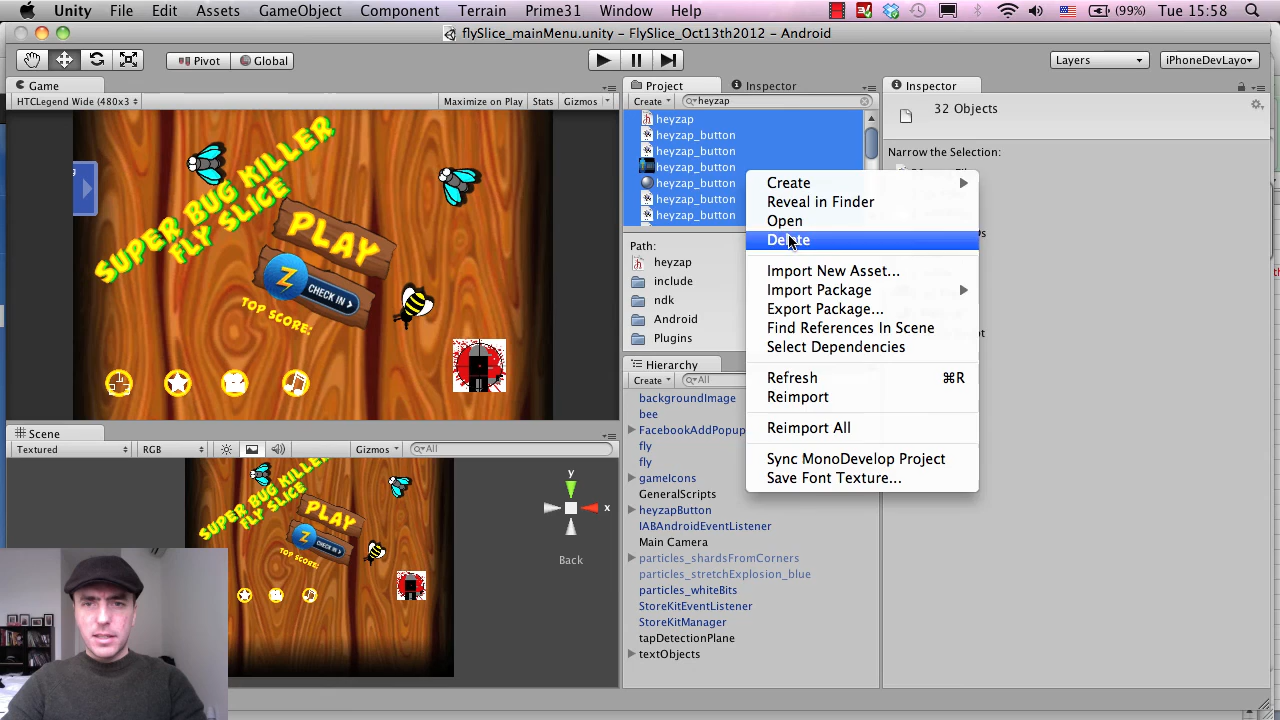 Unity File Edit Assets GameObject Component Terrain Prime31 Window Help (99%) Tue 15:58
flySlice_mainMenu.unity - FlySlice_Oct13th2012 - Android
Pivot Global Layers iPhoneDevLayo
Game
HTCLegend Wide (480x3 Maximize on Play Stats Gizmos
SUPER BUG KILLER
FLY SLICE
PLAY
Z CHECK IN
TOP SCORE:
Scene
Textured RGB Gizmos All
y
x
Back
SUPER BUG KILLER
FLY SLICE
PLAY
Z CHECK IN
TOP SCORE:
Project Inspector
Create heyzap
heyzap
heyzap_button
heyzap_button
heyzap_button
heyzap_button
heyzap_button
heyzap_button
Path:
heyzap
include
ndk
Android
Plugins
Hierarchy
Create All
backgroundImage
bee
FacebookAddPopup
fly
fly
gameIcons
GeneralScripts
heyzapButton
IABAndroidEventListener
Main Camera
particles_shardsFromCorners
particles_stretchExplosion_blue
particles_whiteBits
StoreKitEventListener
StoreKitManager
tapDetectionPlane
textObjects
Create
Reveal in Finder
Open
Delete
Import New Asset...
Import Package
Export Package...
Find References In Scene
Select Dependencies
Refresh ⌘R
Reimport
Reimport All
Sync MonoDevelop Project
Save Font Texture...
Inspector
32 Objects
Narrow the Selection: